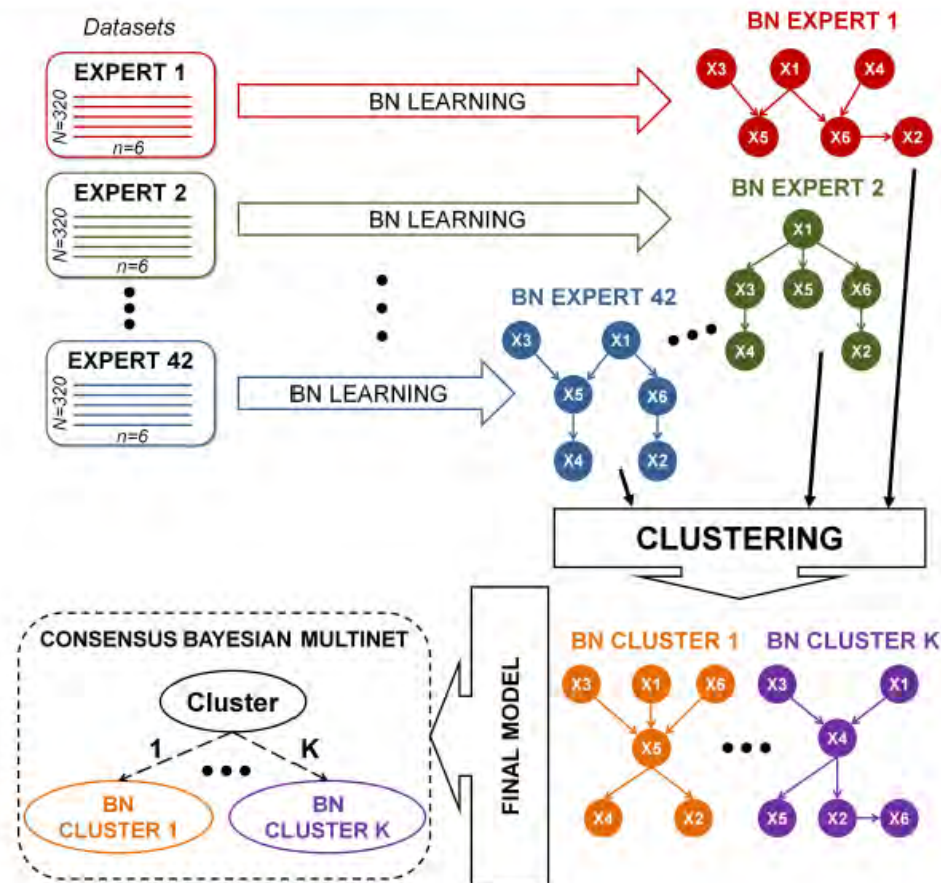 Datasets
BN EXPERT 1
EXPERT 1
N=320
n=6
BN LEARNING
X3 X1 X4
X5 X6 X2
EXPERT 2
N=320
n=6
BN LEARNING
BN EXPERT 2
X1
X3 X5 X6
X4 X2
EXPERT 42
N=320
n=6
BN LEARNING
BN EXPERT 42
X3 X1
X5 X6
X4 X2
CLUSTERING
CONSENSUS BAYESIAN MULTINET
Cluster
1 K
BN
CLUSTER 1
BN
CLUSTER K
FINAL MODEL
BN CLUSTER 1
X3 X1 X6
X5
X4 X2
BN CLUSTER K
X3 X1
X4
X5 X2 X6